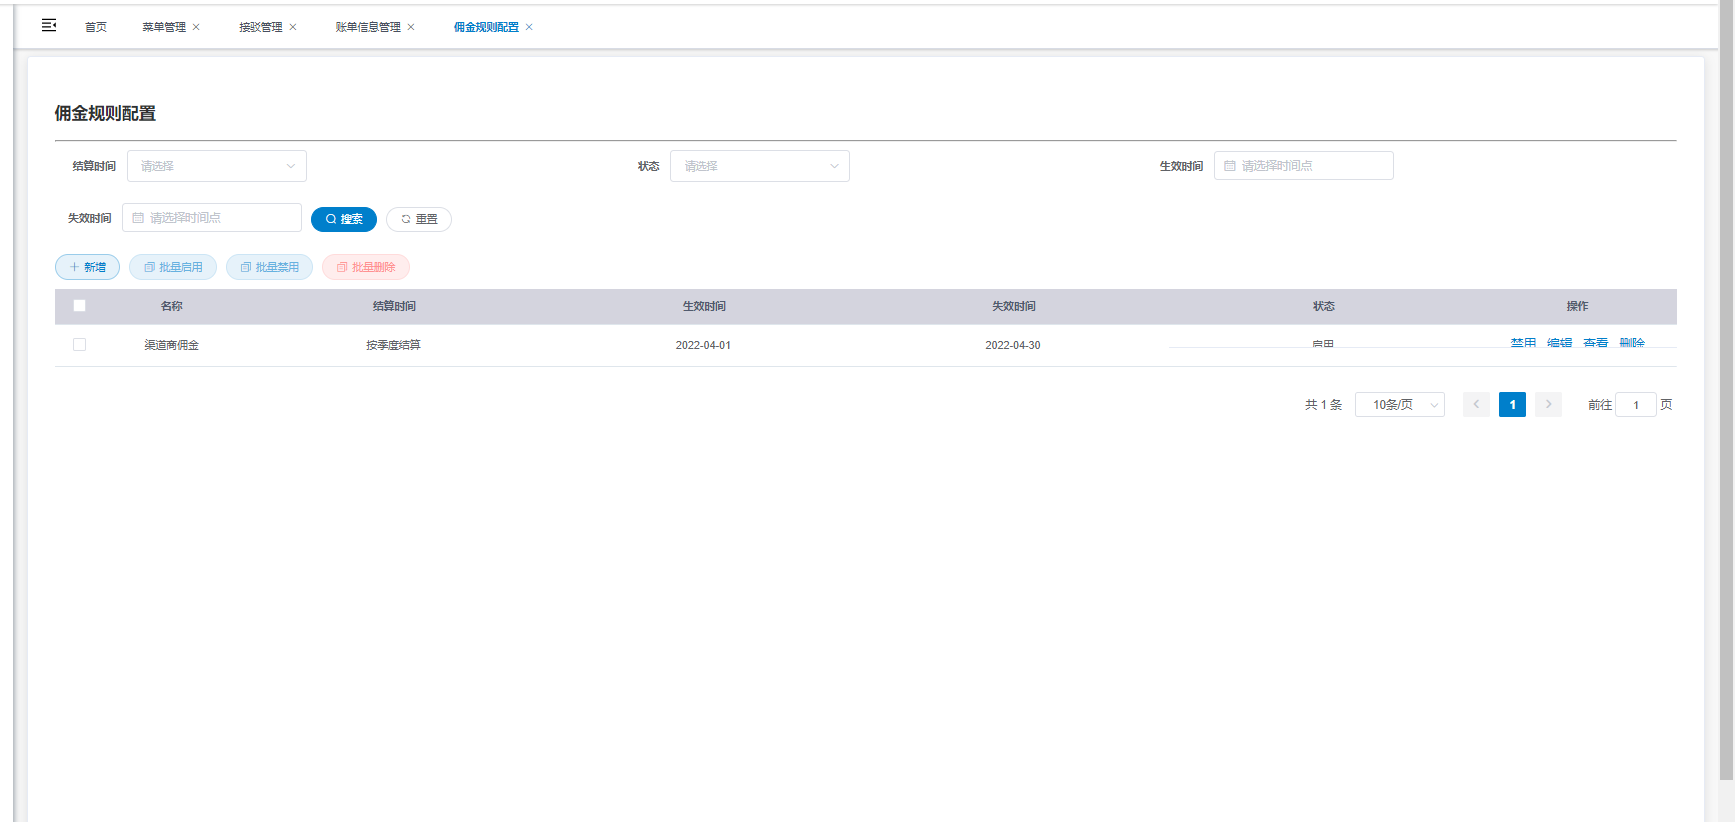 首页 菜单管理 接驳管理 账单信息管理 佣金规则配置
佣金规则配置
结算时间 请选择 状态 请选择 生效时间 请选择时间点
失效时间 请选择时间点 搜索 重置
新增 批量启用 批量禁用 批量删除
名称 结算时间 生效时间 失效时间 状态 操作
渠道商佣金 按季度结算 2022-04-01 2022-04-30 启用 禁用 编辑 查看 删除
共 1 条 10条/页 1 前往 1 页